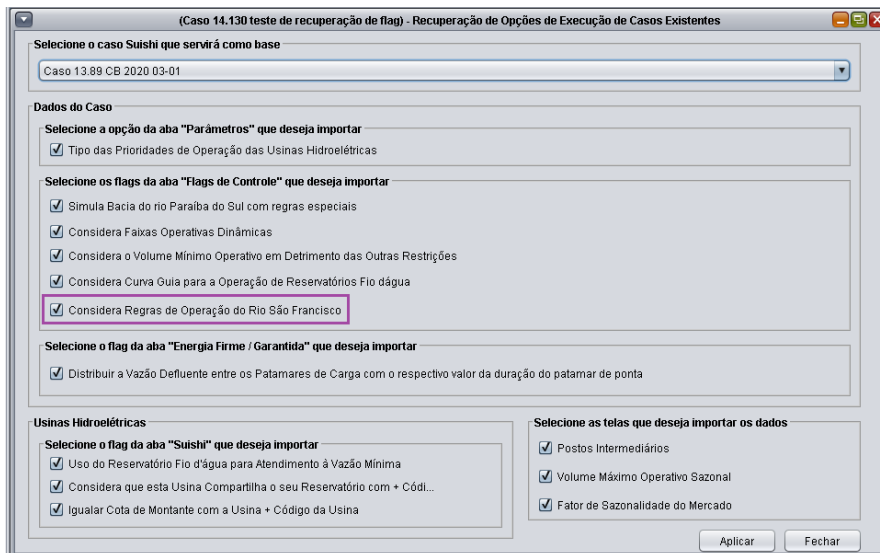 (Caso 14.130 teste de recuperação de flag) - Recuperação de Opções de Execução de Casos Existentes
Selecione o caso Suishi que servirá como base
Caso 13.89 CB 2020 03-01
Dados do Caso
Selecione a opção da aba "Parâmetros" que deseja importar
Tipo das Prioridades de Operação das Usinas Hidroelétricas
Selecione os flags da aba "Flags de Controle" que deseja importar
Simula Bacia do rio Paraíba do Sul com regras especiais
Considera Faixas Operativas Dinâmicas
Considera o Volume Mínimo Operativo em Detrimento das Outras Restrições
Considera Curva Guia para a Operação de Reservatórios Fio dágua
Considera Regras de Operação do Rio São Francisco
Selecione o flag da aba "Energia Firme / Garantida" que deseja importar
Distribuir a Vazão Defluente entre os Patamares de Carga com o respectivo valor da duração do patamar de ponta
Usinas Hidroelétricas
Selecione o flag da aba "Suishi" que deseja importar
Uso do Reservatório Fio d'água para Atendimento à Vazão Mínima
Considera que esta Usina Compartilha o seu Reservatório com + Códi...
Igualar Cota de Montante com a Usina + Código da Usina
Selecione as telas que deseja importar os dados
Postos Intermediários
Volume Máximo Operativo Sazonal
Fator de Sazonalidade do Mercado
Aplicar
Fechar